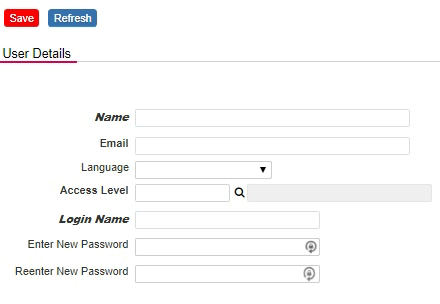 Save Refresh
User Details
Name
Email
Language
Access Level
Login Name
Enter New Password
Reenter New Password